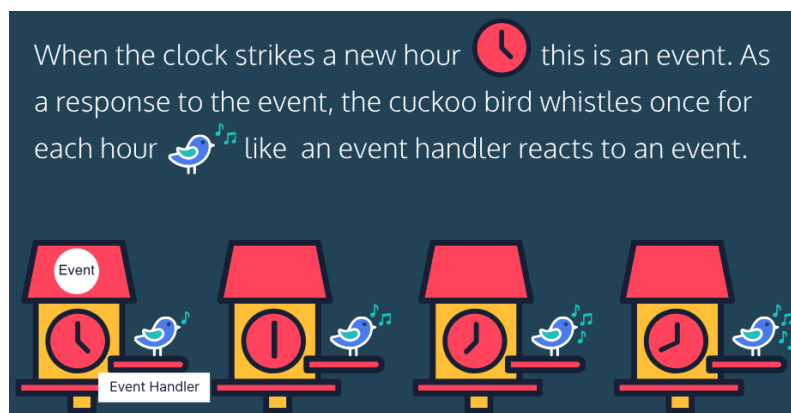 When the clock strikes a new hour this is an event. As
a response to the event, the cuckoo bird whistles once for
each hour like an event handler reacts to an event.
Event
Event Handler